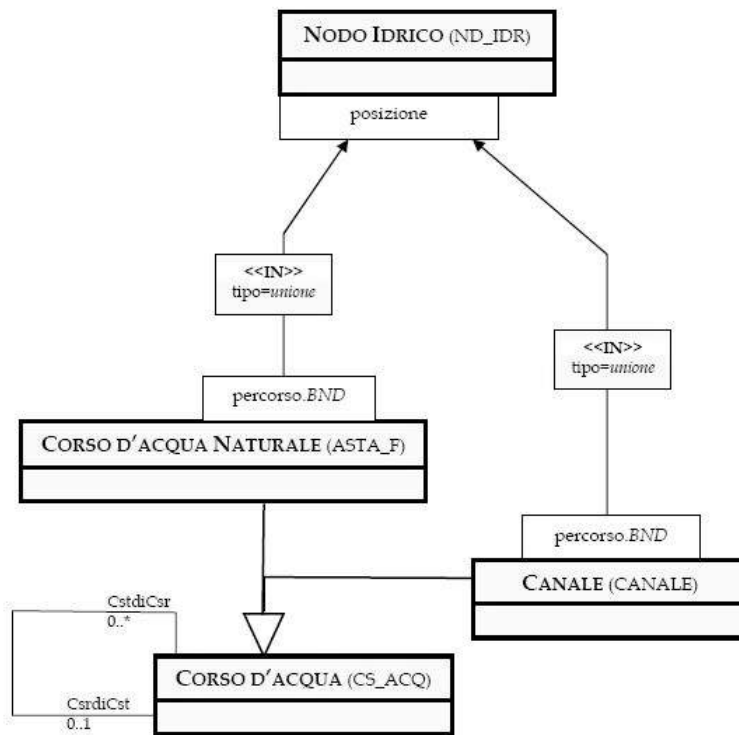 NODO IDRICO (ND_IDR)
posizione
<<IN>>
tipo=unione
<<IN>>
tipo=unione
percorso.BND
CORSO D'ACQUA NATURALE (ASTA_F)
percorso.BND
CANALE (CANALE)
CstdiCsr
0..*
CORSO D'ACQUA (CS_ACQ)
CsrdiCst
0..1